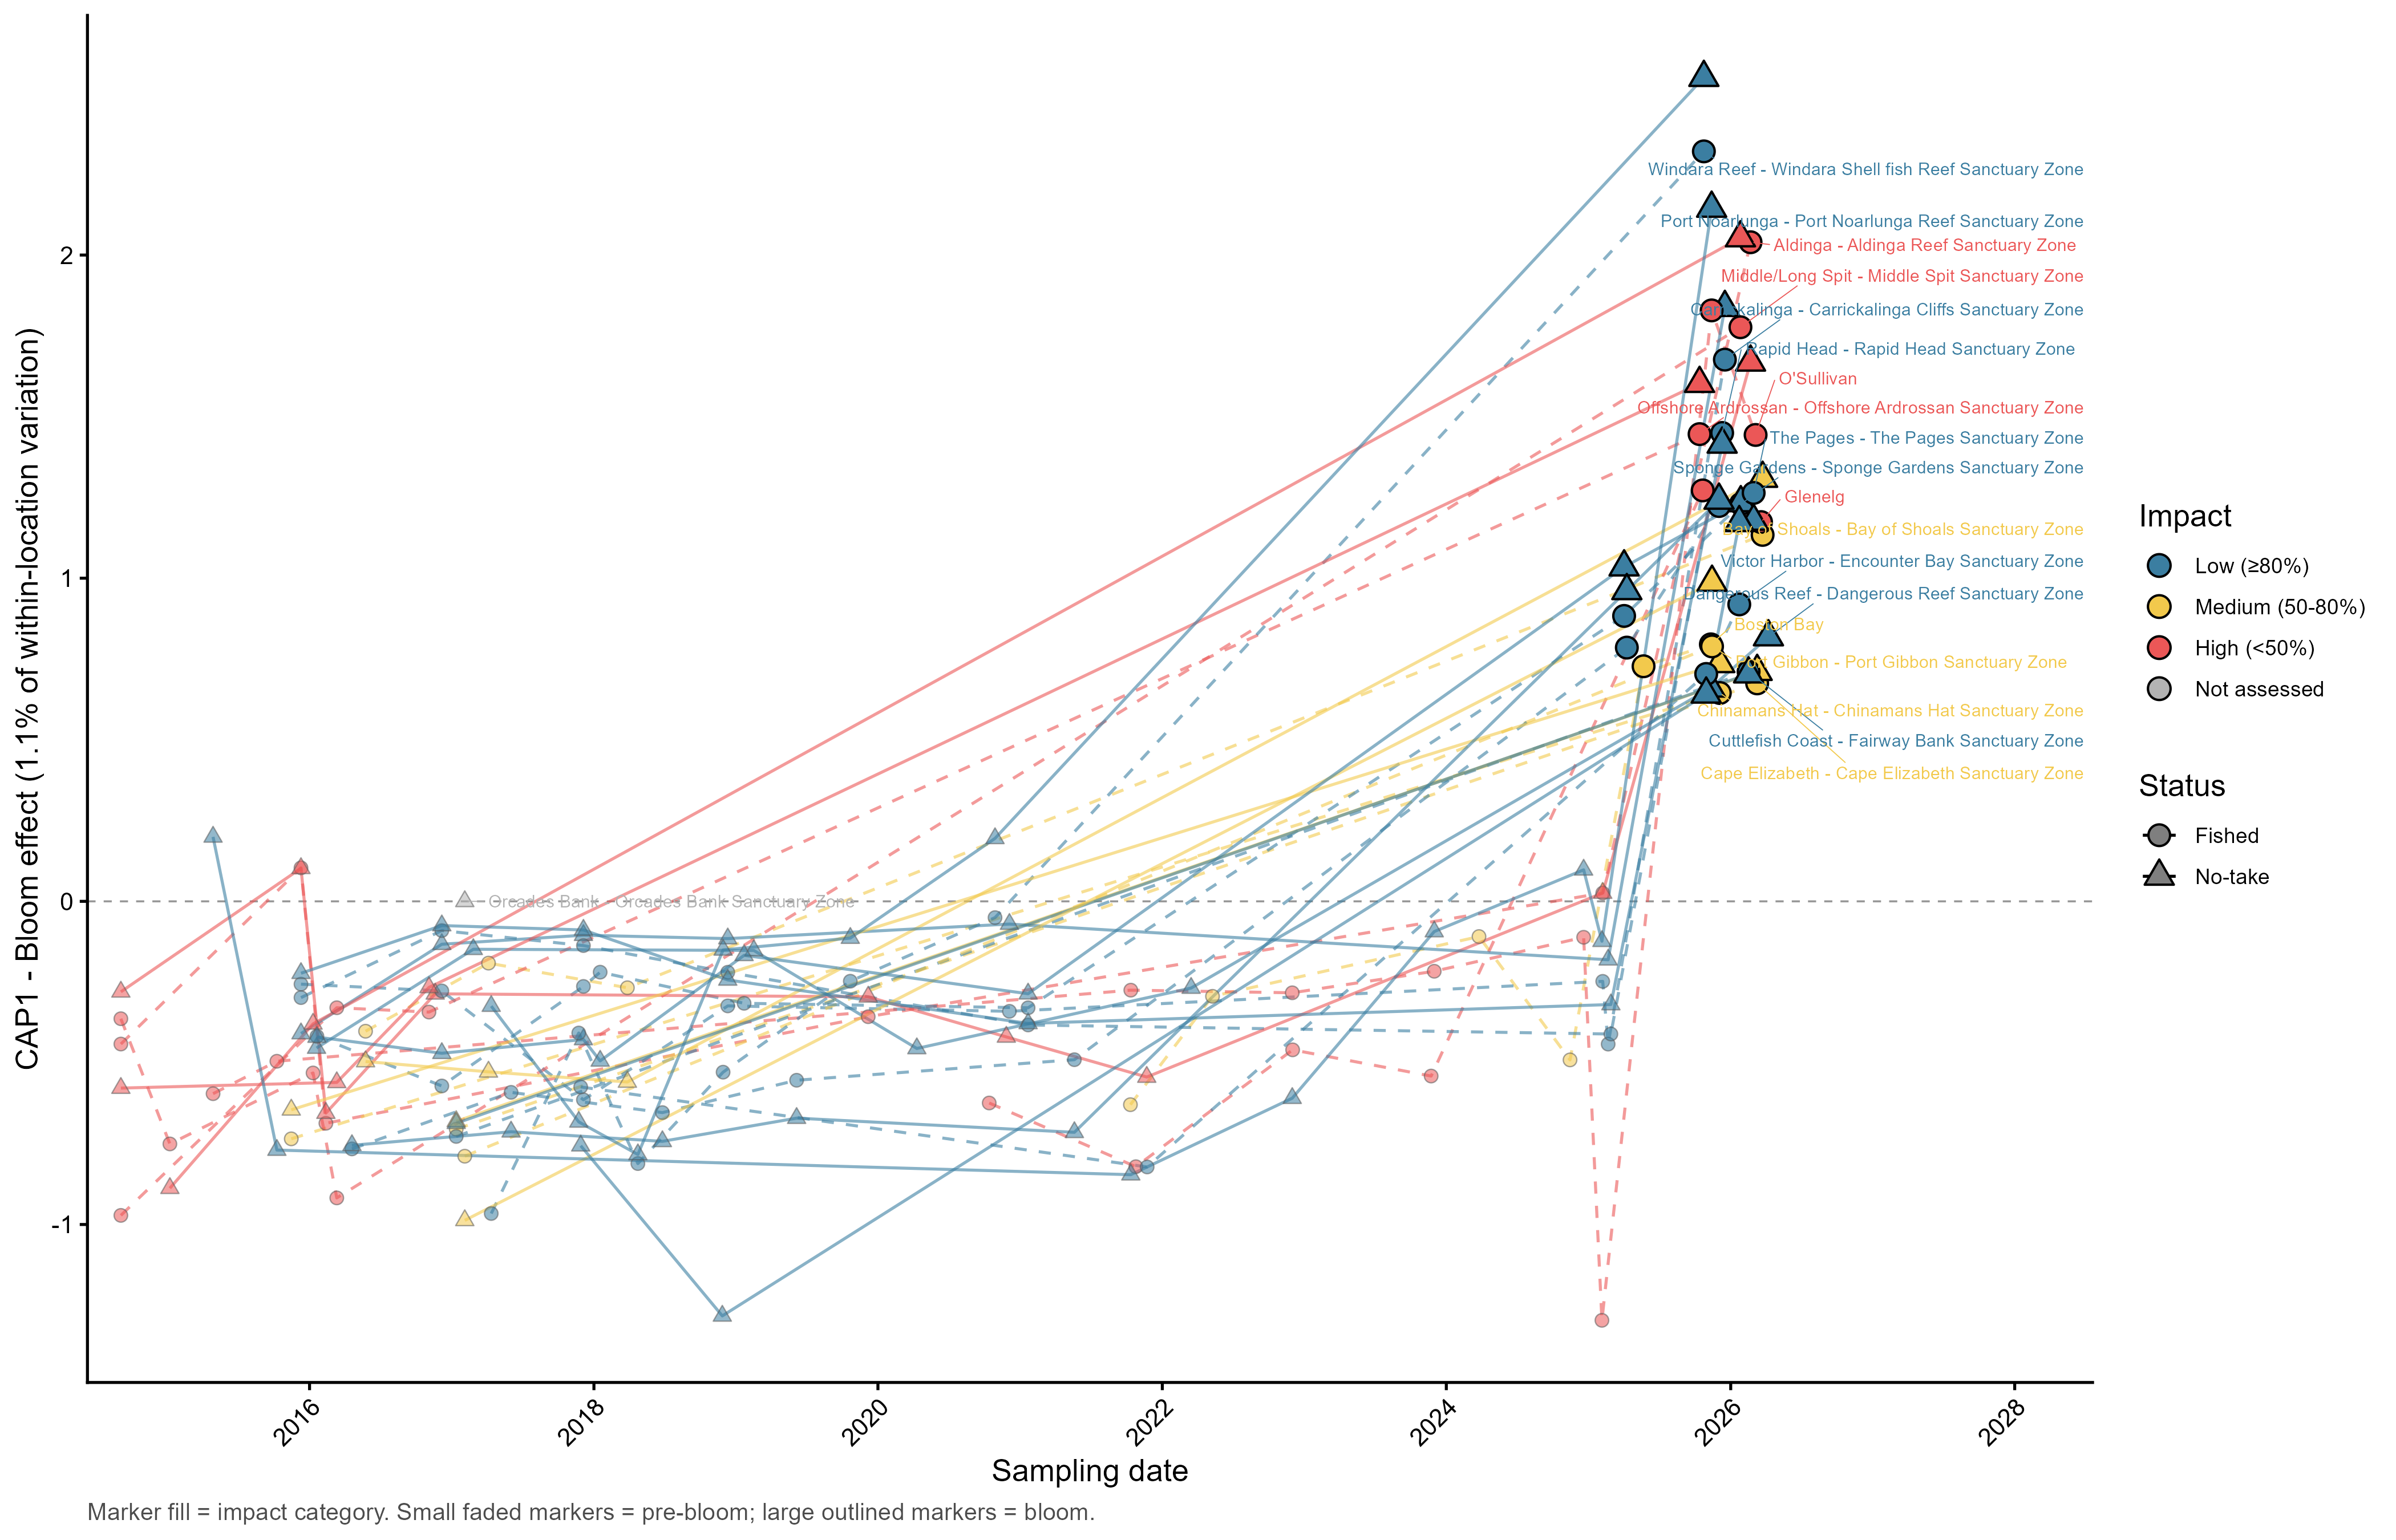 Windara Reef - Windara Shell fish Reef Sanctuary Zone
Port Noarlunga - Port Noarlunga Reef Sanctuary Zone
Aldinga - Aldinga Reef Sanctuary Zone
Middle/Long Spit - Middle Spit Sanctuary Zone
Carrickalinga - Carrickalinga Cliffs Sanctuary Zone
Rapid Head - Rapid Head Sanctuary Zone
O'Sullivan
Offshore Ardrossan - Offshore Ardrossan Sanctuary Zone
The Pages - The Pages Sanctuary Zone
Sponge Gardens - Sponge Gardens Sanctuary Zone
Glenelg
Bay of Shoals - Bay of Shoals Sanctuary Zone
Victor Harbor - Encounter Bay Sanctuary Zone
Dangerous Reef - Dangerous Reef Sanctuary Zone
Boston Bay
Port Gibbon - Port Gibbon Sanctuary Zone
Chinamans Hat - Chinamans Hat Sanctuary Zone
Cuttlefish Coast - Fairway Bank Sanctuary Zone
Cape Elizabeth - Cape Elizabeth Sanctuary Zone
Orcades Bank - Orcades Bank Sanctuary Zone
CAP1 - Bloom effect (1.1% of within-location variation)
2
1
0
-1
2016
2018
2020
2022
2024
2026
2028
Sampling date
Marker fill = impact category. Small faded markers = pre-bloom; large outlined markers = bloom.
Impact
Low (≥80%)
Medium (50-80%)
High (<50%)
Not assessed
Status
Fished
No-take